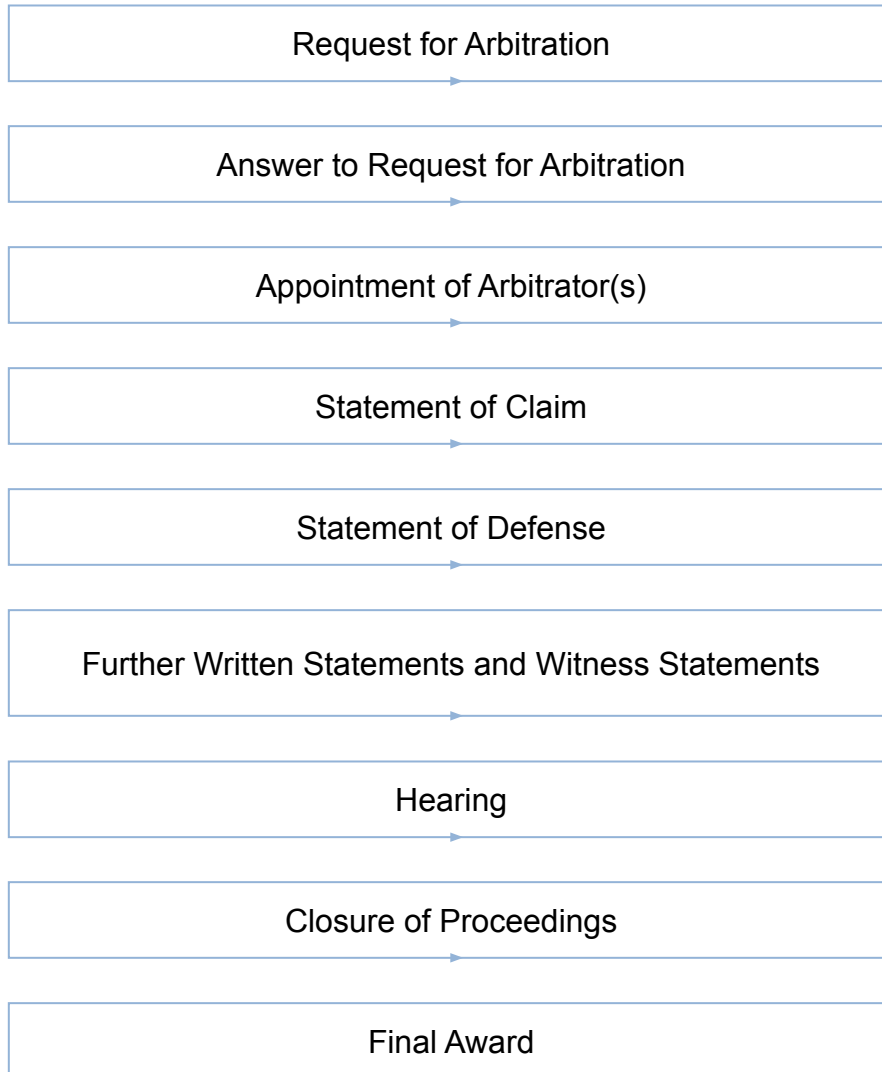 Request for Arbitration
Answer to Request for Arbitration
Appointment of Arbitrator(s)
Statement of Claim
Statement of Defense
Further Written Statements and Witness Statements
Hearing
Closure of Proceedings
Final Award